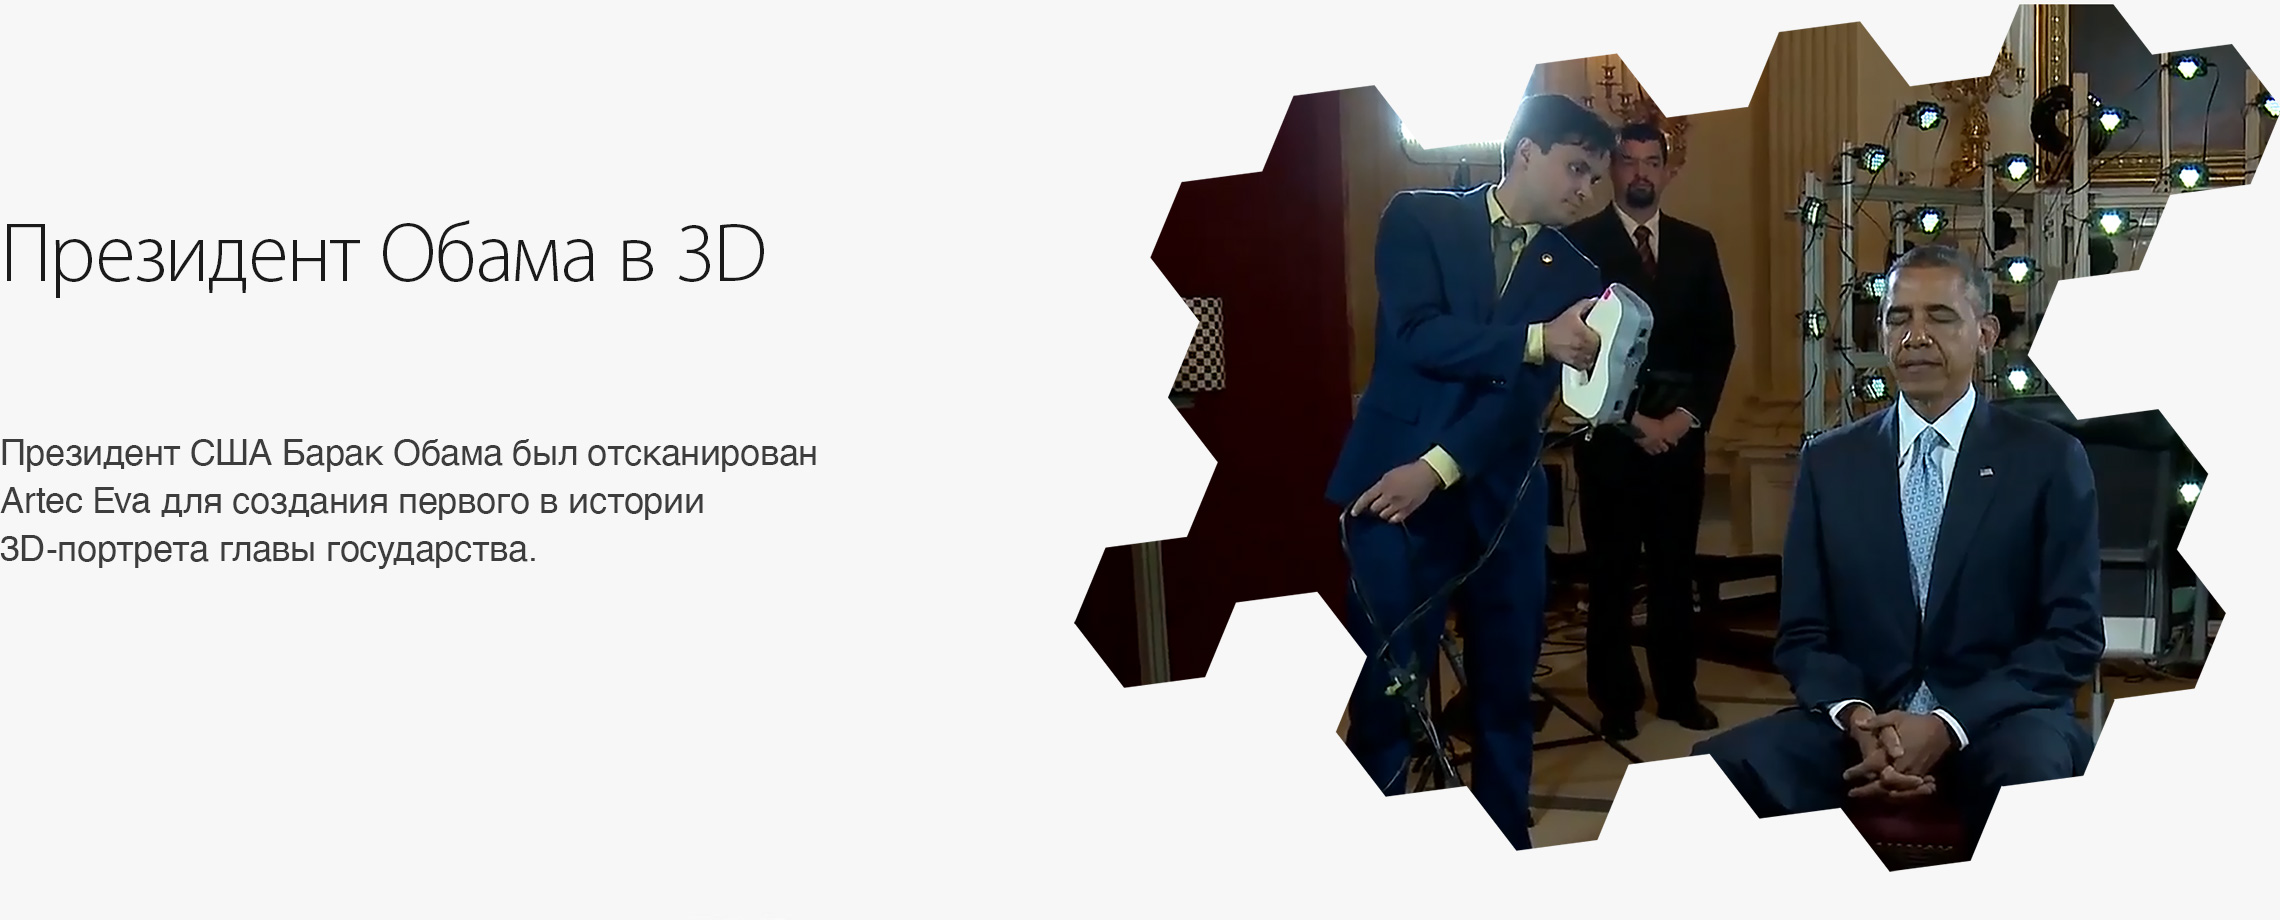 Президент Обама в 3D
Президент США Барак Обама был отсканирован
Artec Eva для создания первого в истории
3D-портрета главы государства.